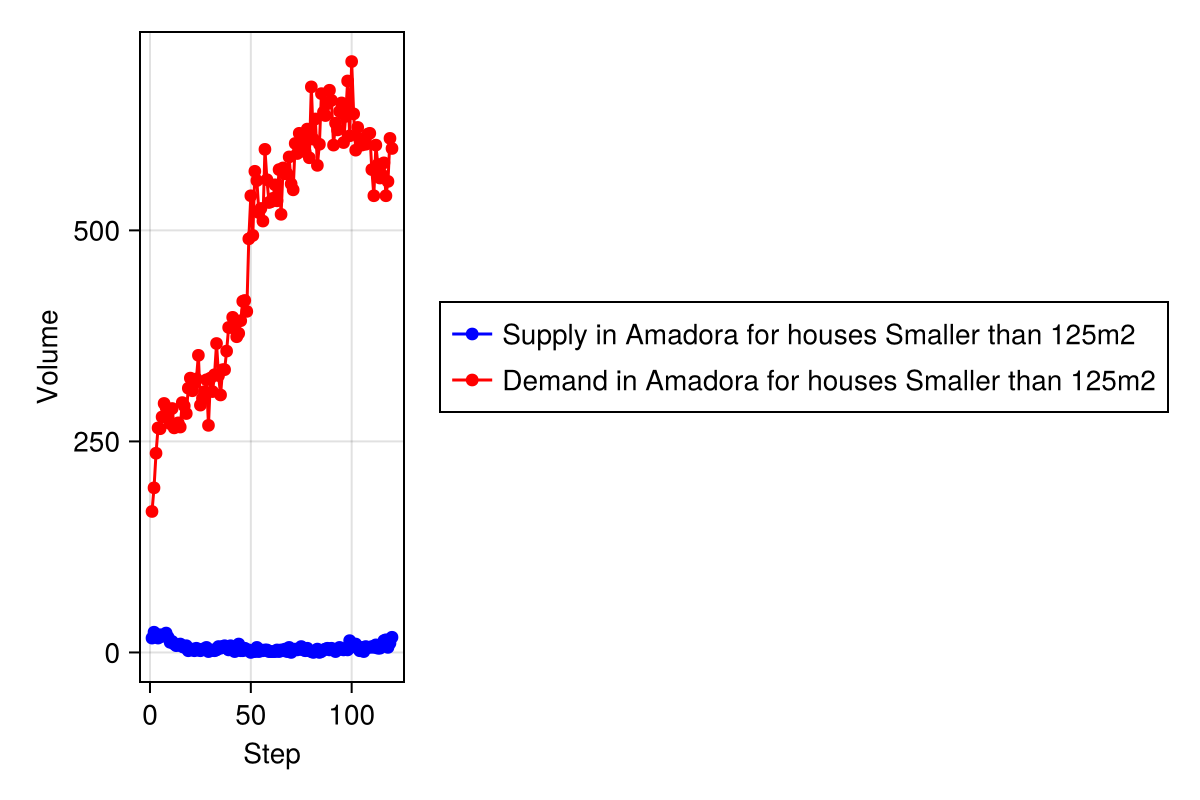 500
250
0
Volume
0 50 100
Step
Supply in Amadora for houses Smaller than 125m2
Demand in Amadora for houses Smaller than 125m2